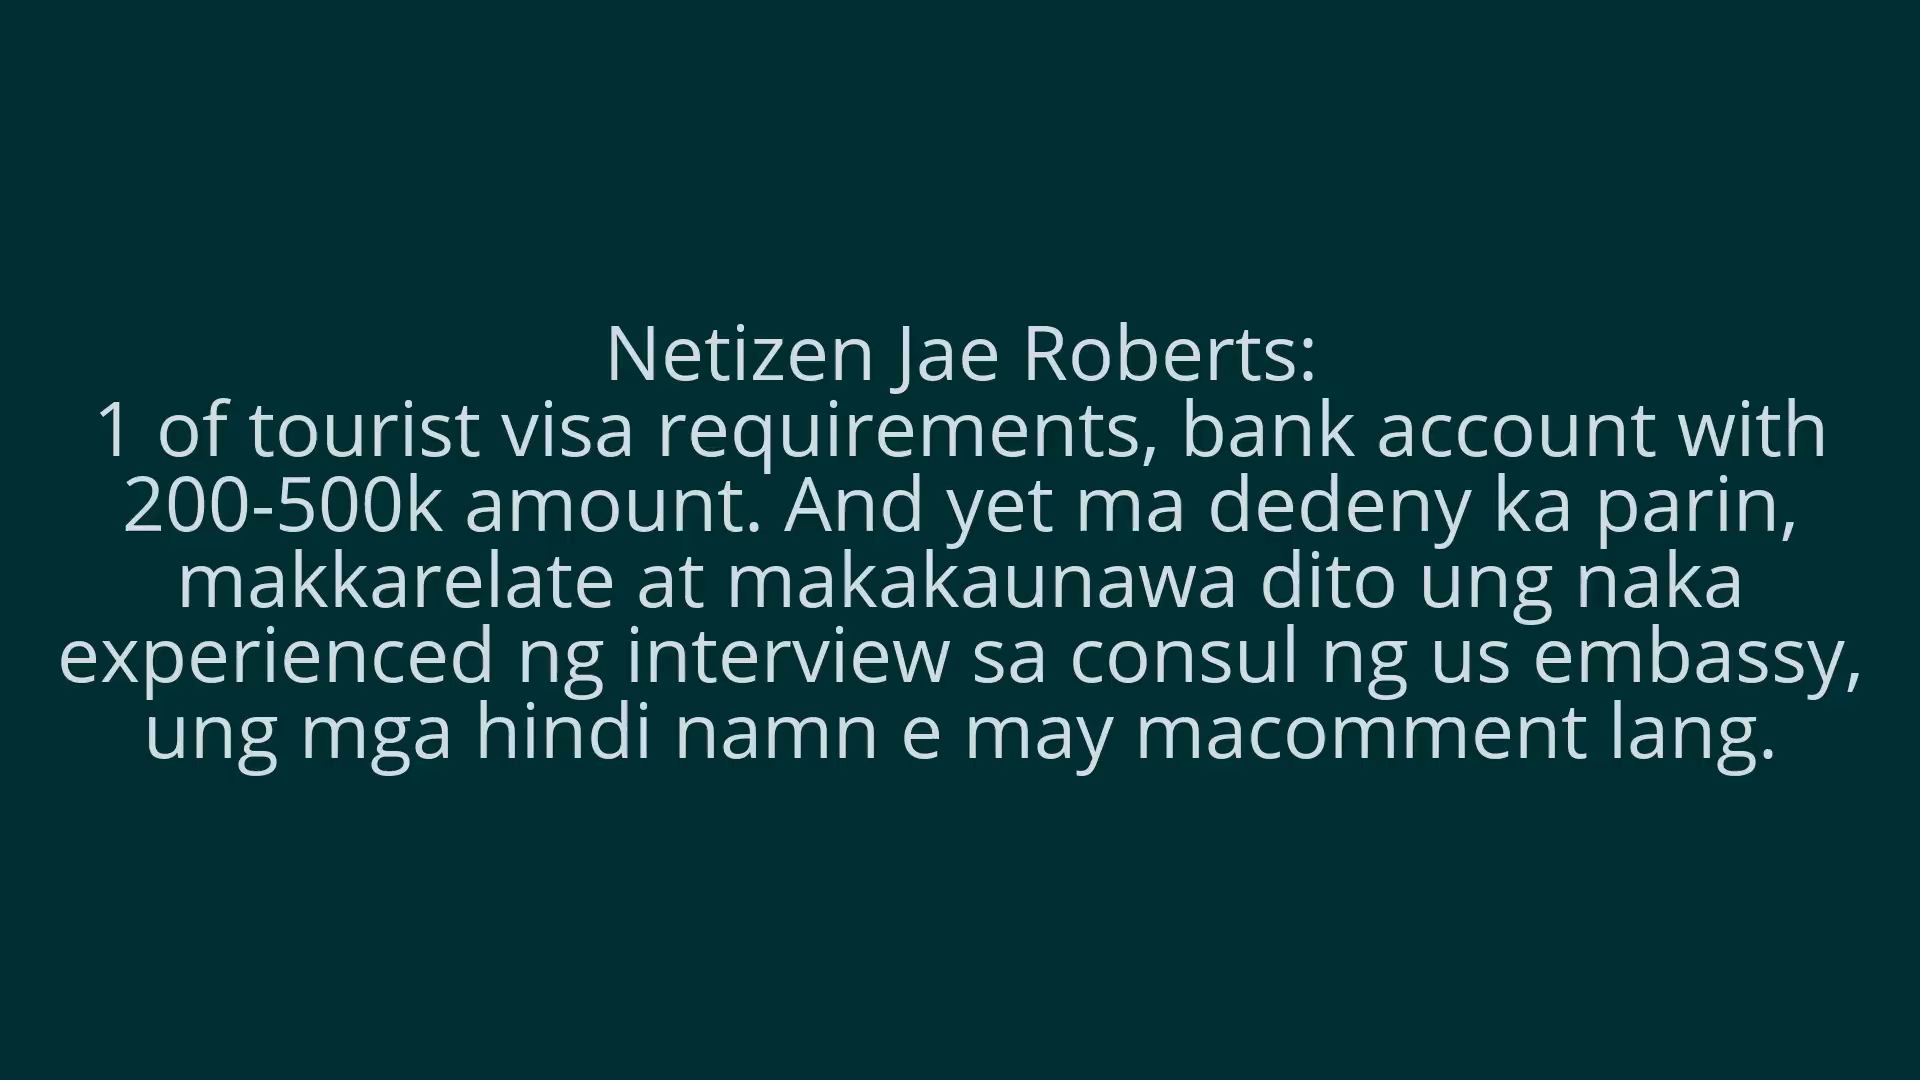 Netizen Jae Roberts:
1 of tourist visa requirements, bank account with
200-500k amount. And yet ma dedeny ka parin,
makkarelate at makakaunawa dito ung naka
experienced ng interview sa consul ng us embassy,
ung mga hindi namn e may macomment lang.